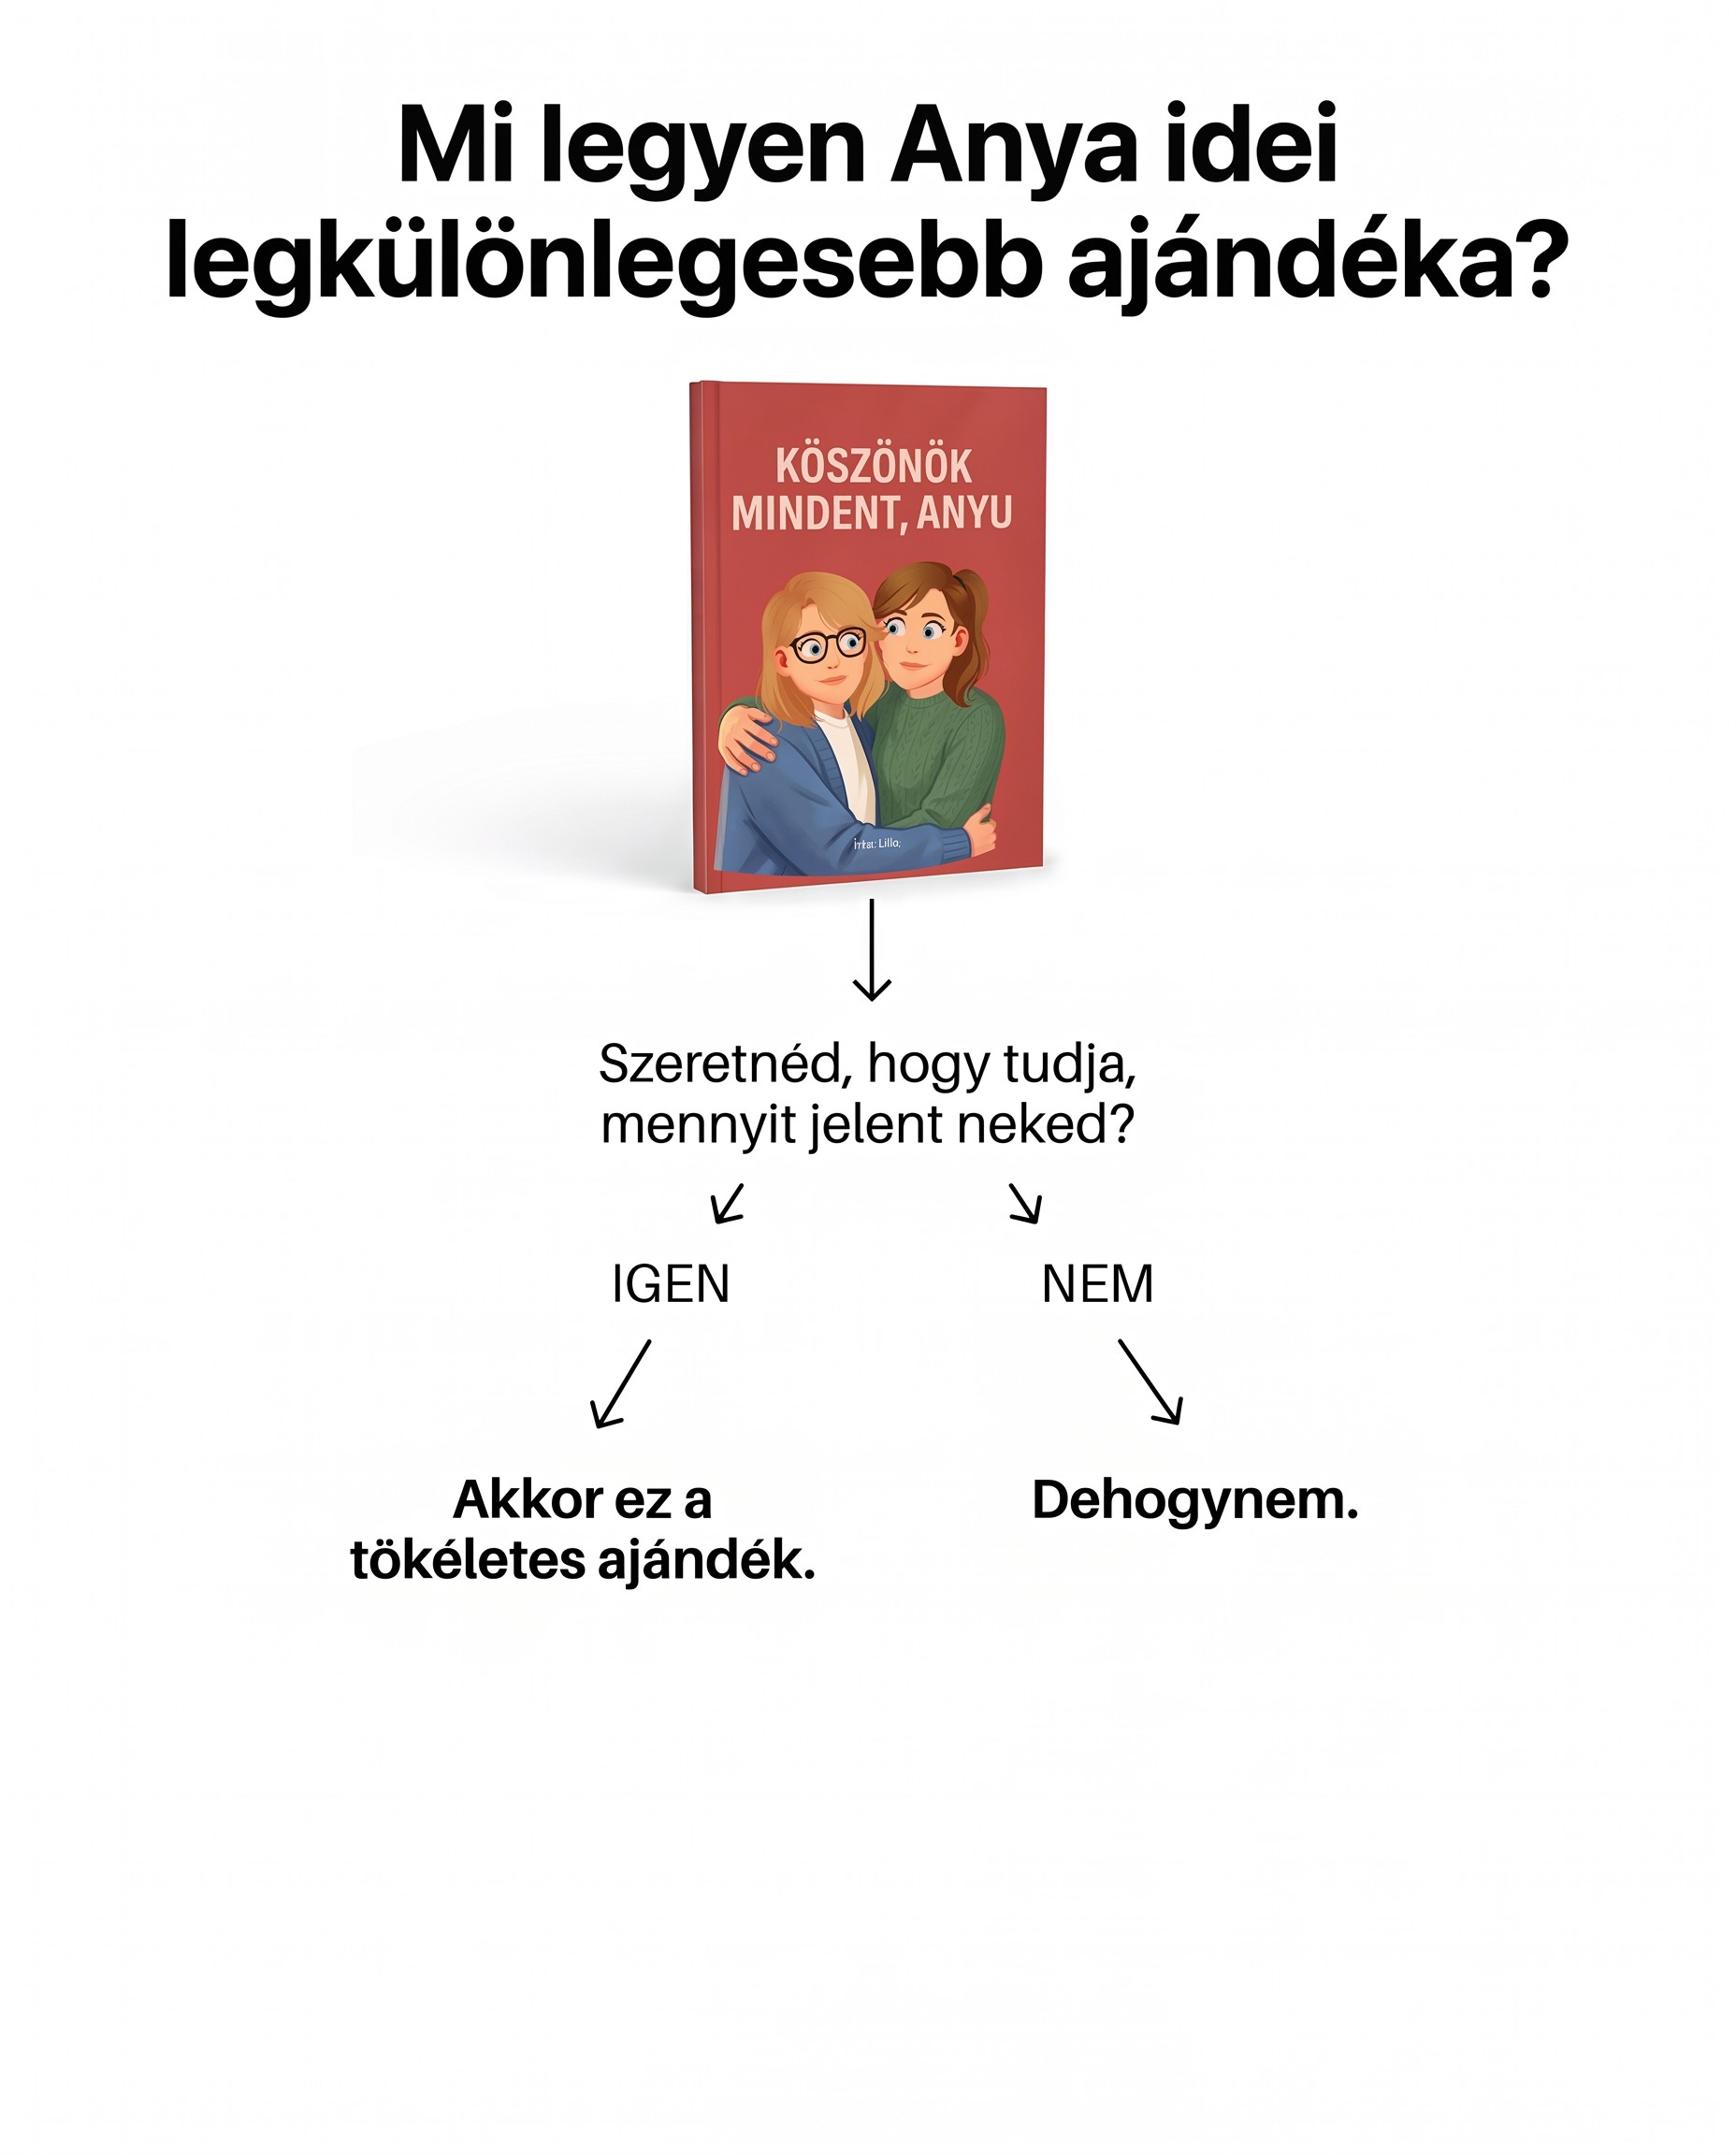 Mi legyen Anya idei
legkülönlegesebb ajándéka?
KÖSZÖNÖK
MINDENT, ANYU
Lilla;
Szeretnéd, hogy tudja,
mennyit jelent neked?
IGEN
NEM
Akkor ez a
tökéletes ajándék.
Dehogynem.